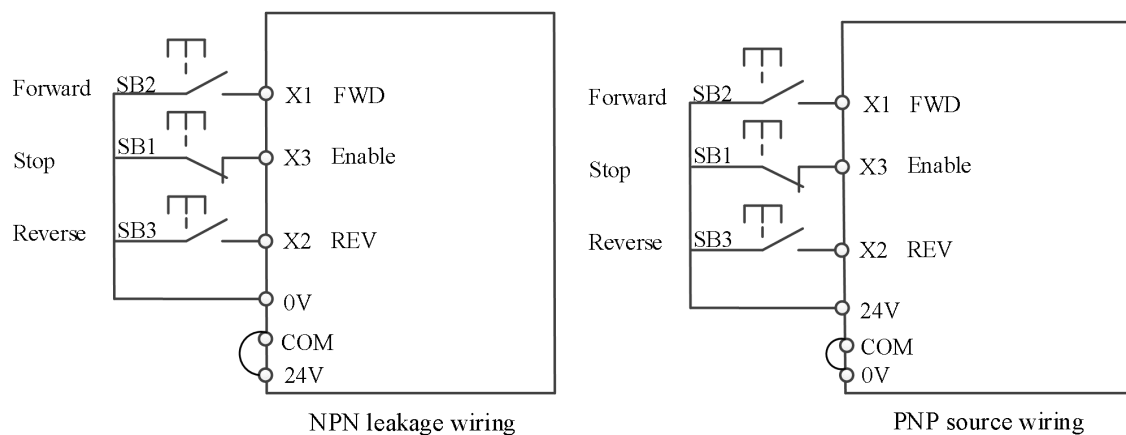 Forward SB2 X1 FWD
Stop SB1 X3 Enable
Reverse SB3 X2 REV
0V
COM
24V
NPN leakage wiring
Forward SB2 X1 FWD
Stop SB1 X3 Enable
Reverse SB3 X2 REV
24V
COM
0V
PNP source wiring